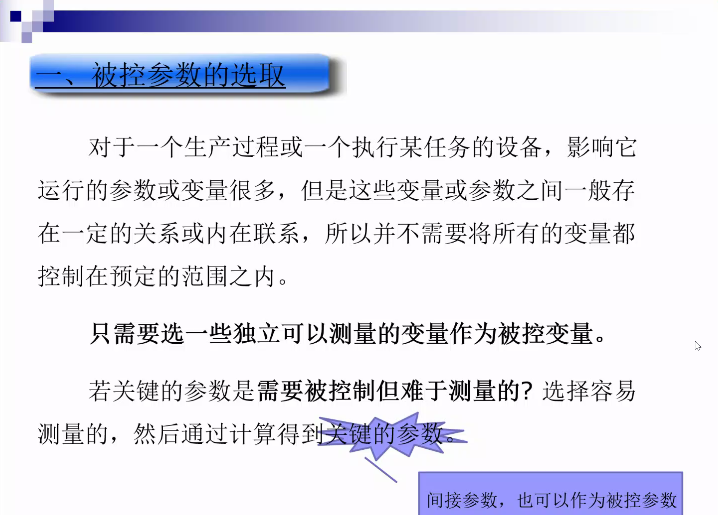 一、被控参数的选取
对于一个生产过程或一个执行某任务的设备，影响它
运行的参数或变量很多，但是这些变量或参数之间一般存
在一定的关系或内在联系，所以并不需要将所有的变量都
控制在预定的范围之内。
只需要选一些独立可以测量的变量作为被控变量。
若关键的参数是需要被控制但难于测量的？选择容易
测量的，然后通过计算得到关键的参数。
间接参数，也可以作为被控参数